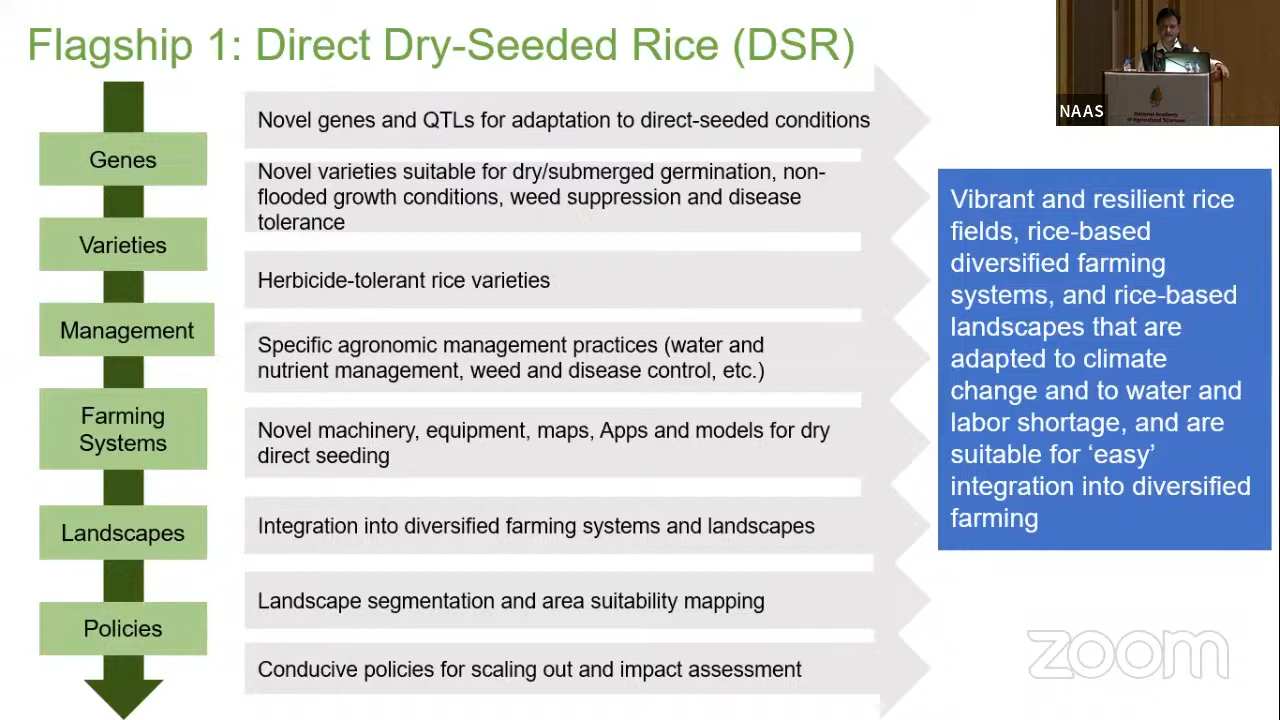 Flagship 1: Direct Dry-Seeded Rice (DSR)
NAAS
National Academy
of Agricultural Sciences
Genes
Varieties
Management
Farming
Systems
Landscapes
Policies
Novel genes and QTLs for adaptation to direct-seeded conditions
Novel varieties suitable for dry/submerged germination, non-
flooded growth conditions, weed suppression and disease
tolerance
Herbicide-tolerant rice varieties
Specific agronomic management practices (water and
nutrient management, weed and disease control, etc.)
Novel machinery, equipment, maps, Apps and models for dry
direct seeding
Integration into diversified farming systems and landscapes
Landscape segmentation and area suitability mapping
Conducive policies for scaling out and impact assessment
Vibrant and resilient rice
fields, rice-based
diversified farming
systems, and rice-based
landscapes that are
adapted to climate
change and to water and
labor shortage, and are
suitable for ‘easy’
integration into diversified
farming
zoom